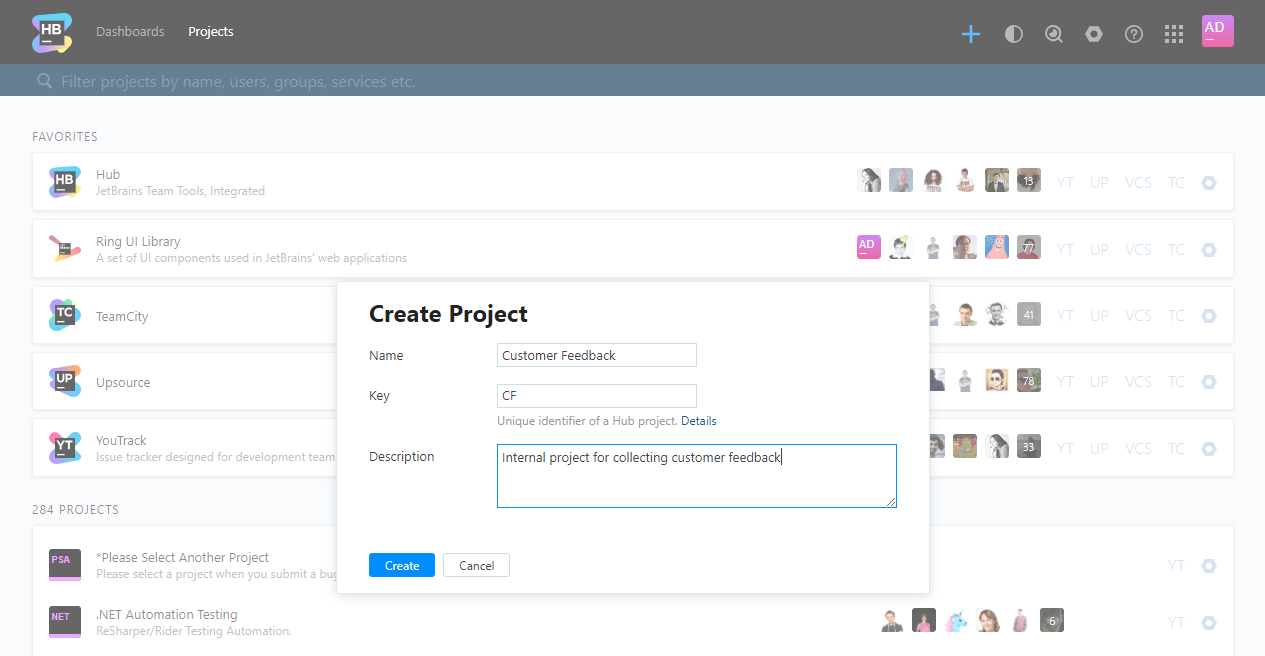 HB
Dashboards Projects
AD
Filter projects by name, users, groups, services etc.
FAVORITES
HB Hub 13 YT UP VCS TC
JetBrains Team Tools, Integrated
Ring UI Library AD 77 YT UP VCS TC
A set of UI components used in JetBrains' web applications
TC TeamCity 41 YT UP VCS TC
UP Upsource 78 YT UP VCS TC
YT YouTrack 33 YT UP VCS TC
Issue tracker designed for development team
Create Project
Name Customer Feedback
Key CF
Unique identifier of a Hub project. Details
Description Internal project for collecting customer feedback
Create Cancel
284 PROJECTS
PSA *Please Select Another Project YT
Please select a project when you submit a bug
NET .NET Automation Testing 6 YT
ReSharper/Rider Testing Automation.